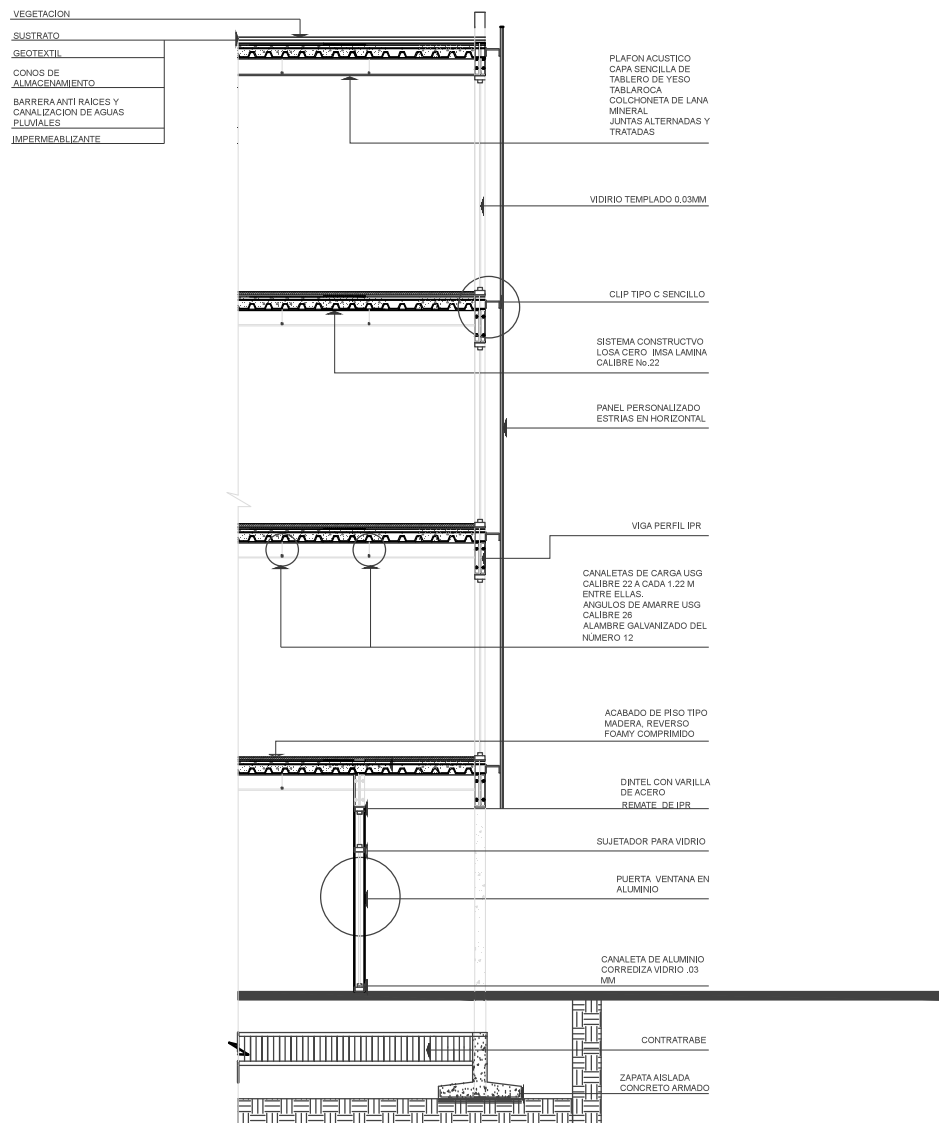 VEGETACION
SUSTRATO
GEOTEXTIL
CONOS DE
ALMACENAMIENTO
BARRERA ANTI RAÍCES Y
CANALIZACION DE AGUAS
PLUVIALES
IMPERMEABLIZANTE
PLAFON ACUSTICO
CAPA SENCILLA DE
TABLERO DE YESO
TABLAROCA
COLCHONETA DE LANA
MINERAL
JUNTAS ALTERNADAS Y
TRATADAS
VIDIRIO TEMPLADO 0.03MM
CLIP TIPO C SENCILLO
SISTEMA CONSTRUCTVO
LOSA CERO IMSA LAMINA
CALIBRE No.22
PANEL PERSONALIZADO
ESTRIAS EN HORIZONTAL
VIGA PERFIL IPR
CANALETAS DE CARGA USG
CALIBRE 22 A CADA 1.22 M
ENTRE ELLAS.
ANGULOS DE AMARRE USG
CALIBRE 26
ALAMBRE GALVANIZADO DEL
NÚMERO 12
ACABADO DE PISO TIPO
MADERA, REVERSO
FOAMY COMPRIMIDO
DINTEL CON VARILLA
DE ACERO
REMATE DE IPR
SUJETADOR PARA VIDRIO
PUERTA VENTANA EN
ALUMINIO
CANALETA DE ALUMINIO
CORREDIZA VIDRIO .03
MM
CONTRATRABE
ZAPATA AISLADA
CONCRETO ARMADO